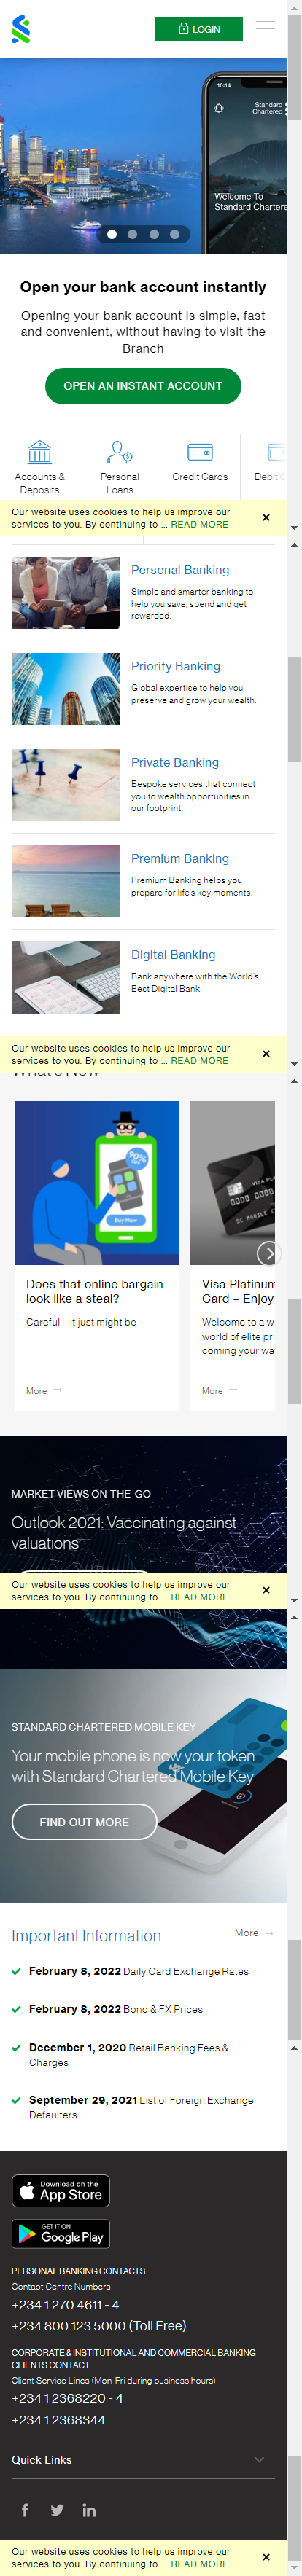 LOGIN
10:14
Standard
Chartered
Welcome To
Standard Chartere
Open your bank account instantly
Opening your bank account is simple, fast
and convenient, without having to visit the
Branch
OPEN AN INSTANT ACCOUNT
Accounts &
Deposits
Personal
Loans
Credit Cards
Debit C
Our website uses cookies to help us improve our
services to you. By continuing to ... READ MORE
×
Personal Banking
Simple and smarter banking to
help you save, spend and get
rewarded.
Priority Banking
Global expertise to help you
preserve and grow your wealth.
Private Banking
Bespoke services that connect
you to wealth opportunities in
our footprint.
Premium Banking
Premium Banking helps you
prepare for life's key moments.
Digital Banking
Bank anywhere with the World's
Best Digital Bank.
Our website uses cookies to help us improve our
services to you. By continuing to ... READ MORE
×
What's New
90%
Buy Now
VISA PLATINUM
Does that online bargain
look like a steal?
Careful – it just might be
More →
Visa Platinum
Card – Enjoy
Welcome to a w
world of elite pri
coming your wa
More →
MARKET VIEWS ON-THE-GO
Outlook 2021: Vaccinating against
valuations
Our website uses cookies to help us improve our
services to you. By continuing to ... READ MORE
×
STANDARD CHARTERED MOBILE KEY
Your mobile phone is now your token
with Standard Chartered Mobile Key
FIND OUT MORE
Important Information
More →
February 8, 2022 Daily Card Exchange Rates
February 8, 2022 Bond & FX Prices
December 1, 2020 Retail Banking Fees &
Charges
September 29, 2021 List of Foreign Exchange
Defaulters
Download on the
App Store
GET IT ON
Google Play
PERSONAL BANKING CONTACTS
Contact Centre Numbers
+234 1 270 4611 - 4
+234 800 123 5000 (Toll Free)
CORPORATE & INSTITUTIONAL AND COMMERCIAL BANKING
CLIENTS CONTACT
Client Service Lines (Mon-Fri during business hours)
+234 1 2368220 - 4
+234 1 2368344
Quick Links
Our website uses cookies to help us improve our
services to you. By continuing to ... READ MORE
×